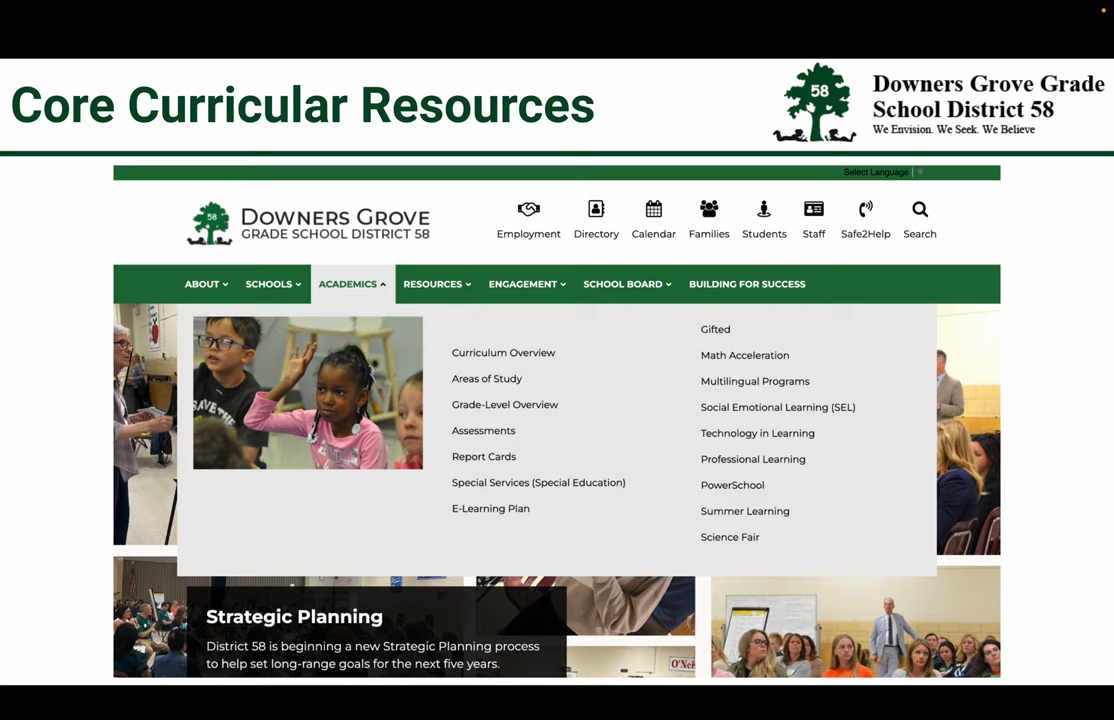 Core Curricular Resources
58
Downers Grove Grade
School District 58
We Envision. We Seek. We Believe
Select Language
58
DOWNERS GROVE
GRADE SCHOOL DISTRICT 58
Employment
Directory
Calendar
Families
Students
Staff
Safe2Help
Search
ABOUT
SCHOOLS
ACADEMICS
RESOURCES
ENGAGEMENT
SCHOOL BOARD
BUILDING FOR SUCCESS
SAVE THE
Curriculum Overview
Areas of Study
Grade-Level Overview
Assessments
Report Cards
Special Services (Special Education)
E-Learning Plan
Gifted
Math Acceleration
Multilingual Programs
Social Emotional Learning (SEL)
Technology in Learning
Professional Learning
PowerSchool
Summer Learning
Science Fair
Strategic Planning
District 58 is beginning a new Strategic Planning process
to help set long-range goals for the next five years.